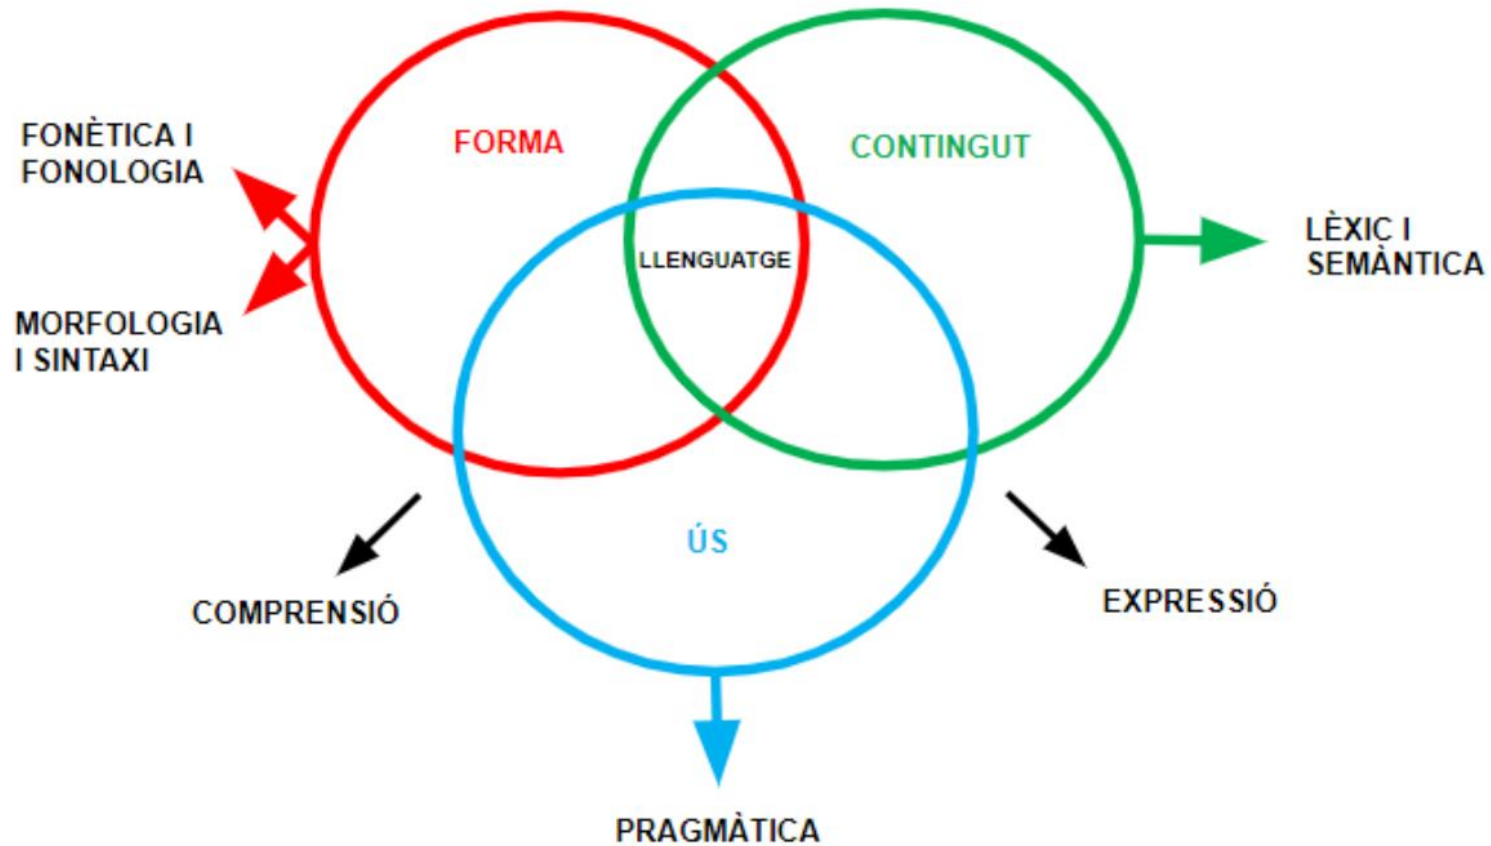 FONÈTICA I
FONOLOGIA
FORMA
CONTINGUT
LÈXIC I
SEMÀNTICA
LLENGUATGE
MORFOLOGIA
I SINTAXI
ÚS
COMPRENSIÓ
EXPRESSIÓ
PRAGMÀTICA